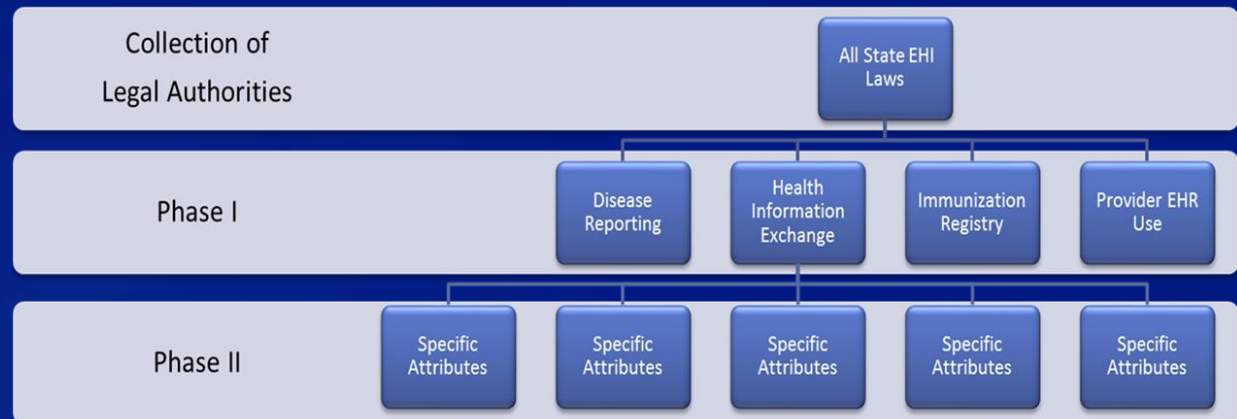 Collection of
Legal Authorities
All State EHI
Laws
Phase I
Disease
Reporting
Health
Information
Exchange
Immunization
Registry
Provider EHR
Use
Phase II
Specific
Attributes
Specific
Attributes
Specific
Attributes
Specific
Attributes
Specific
Attributes